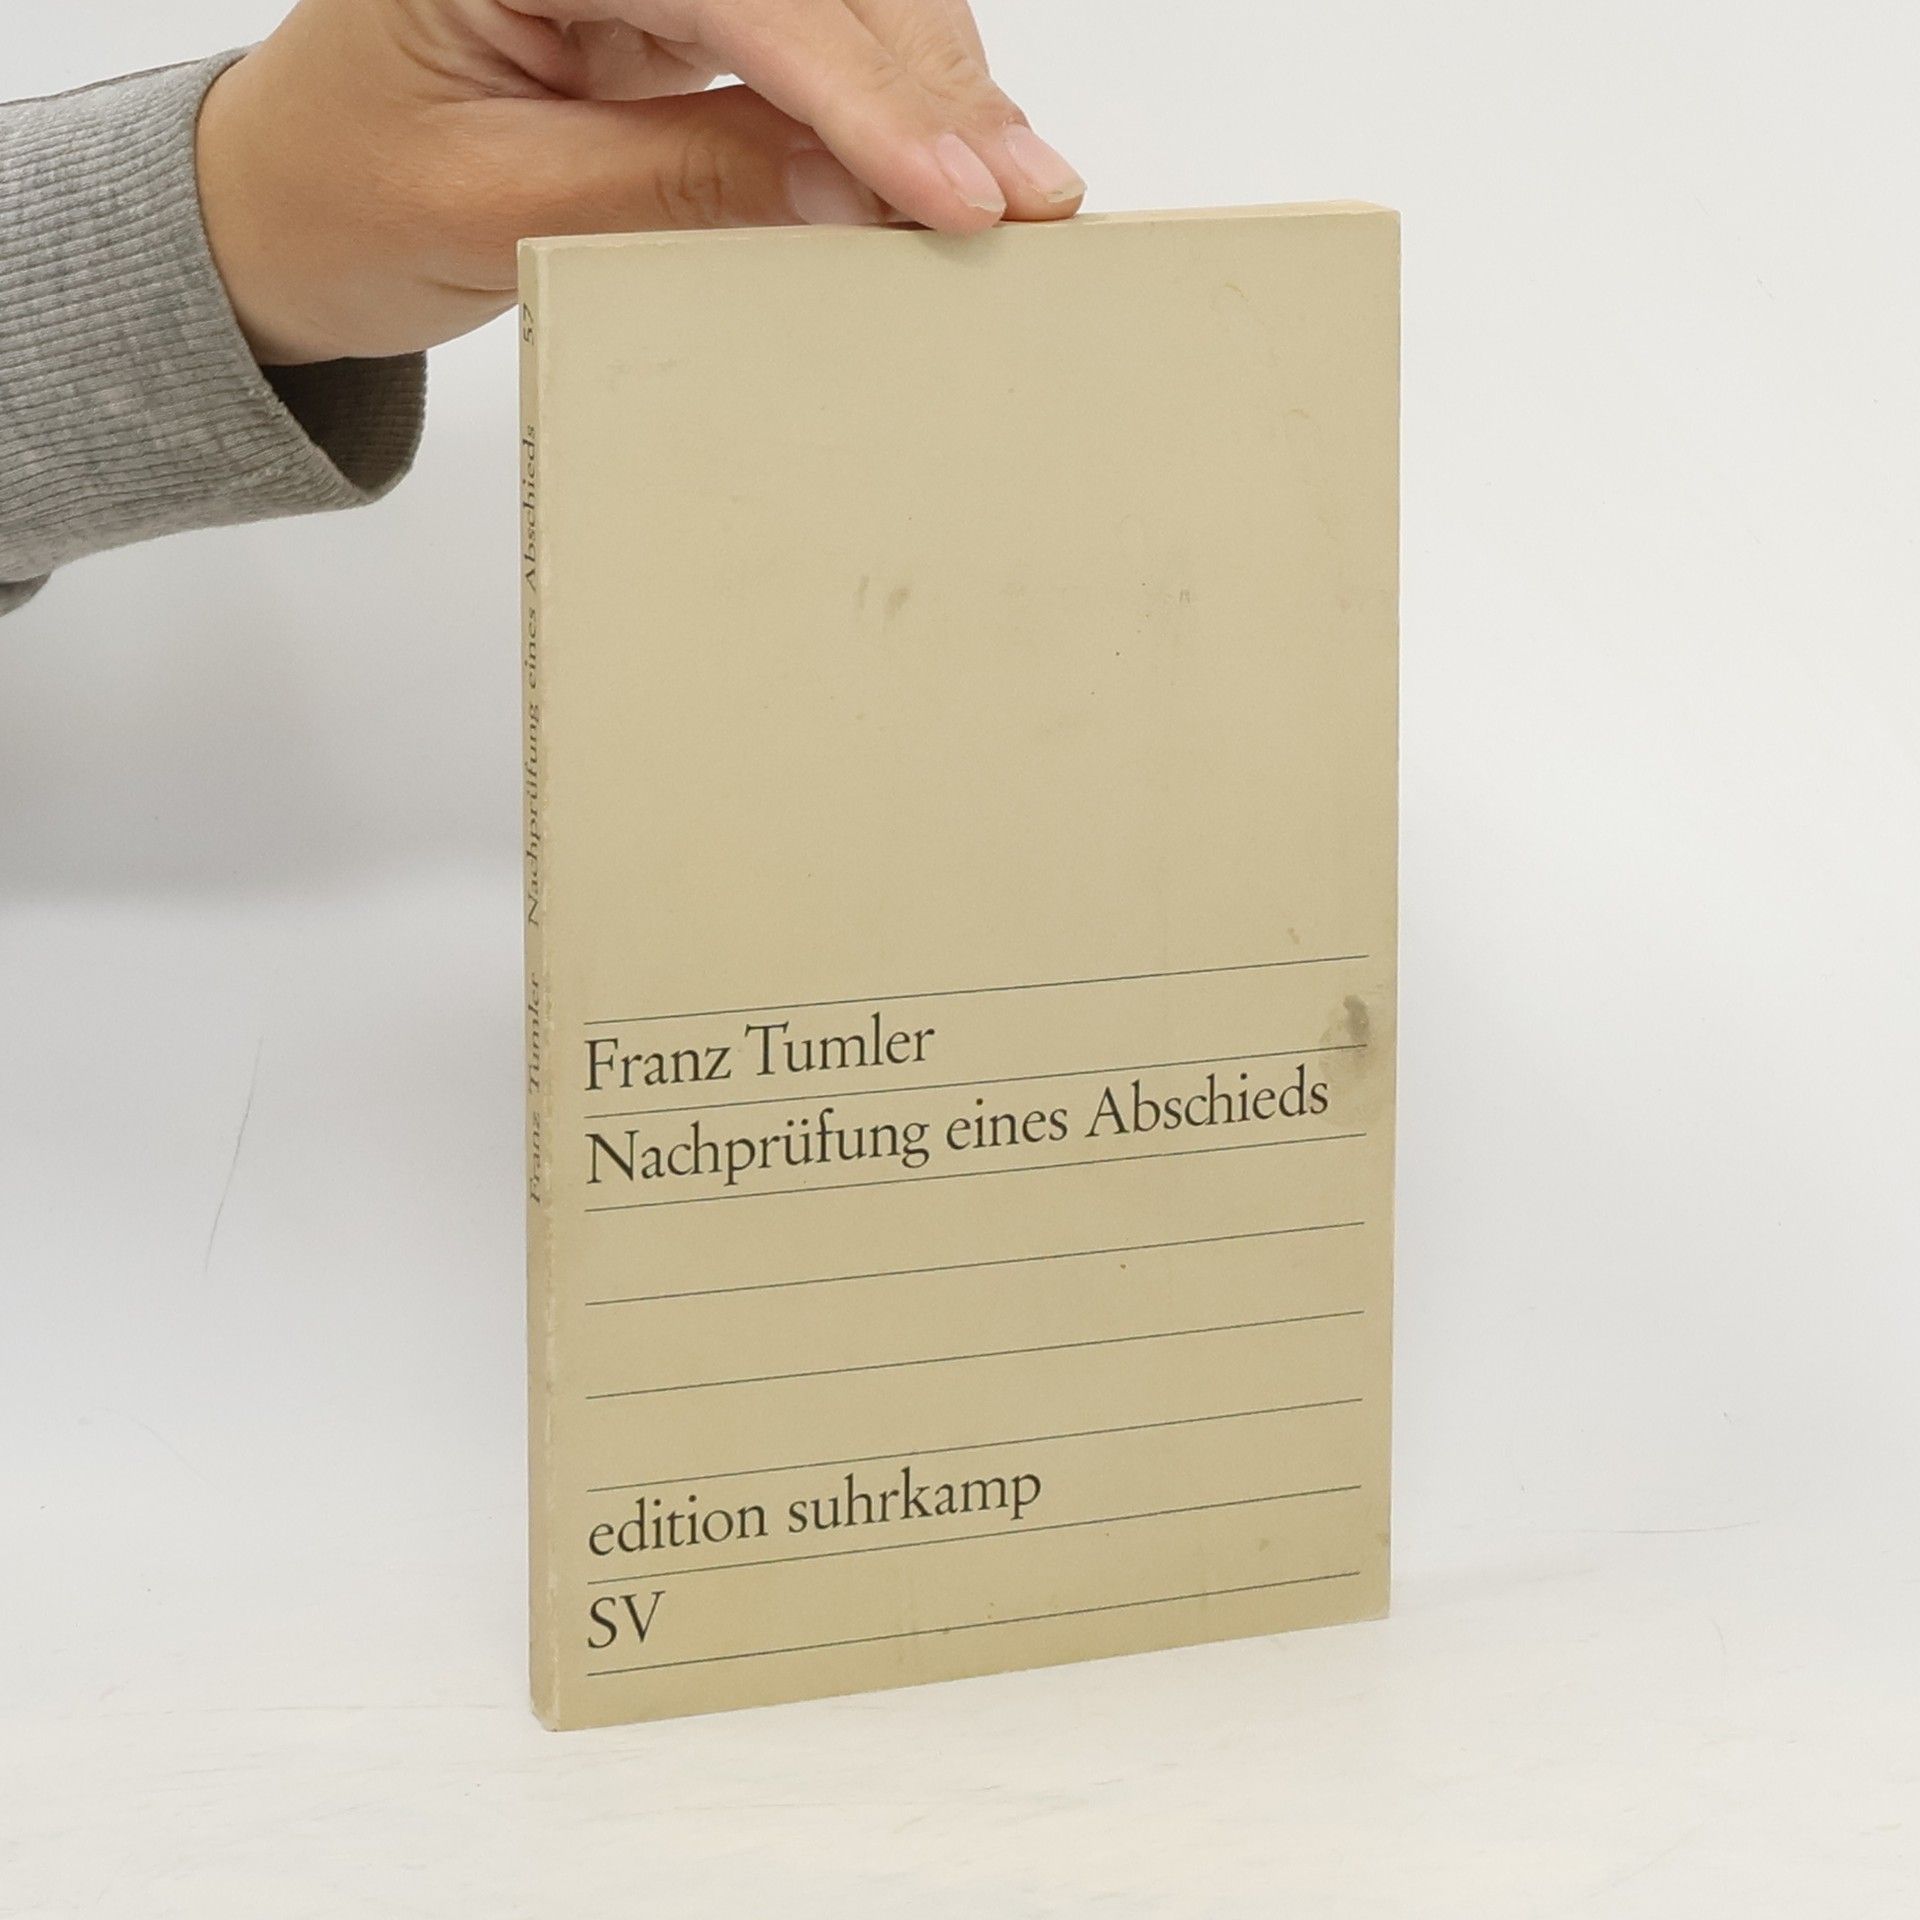 Franz Tumler
Nachprüfung eines Abschieds
edition suhrkamp
SV
Franz Tumler Nachprüfung eines Abschieds 57